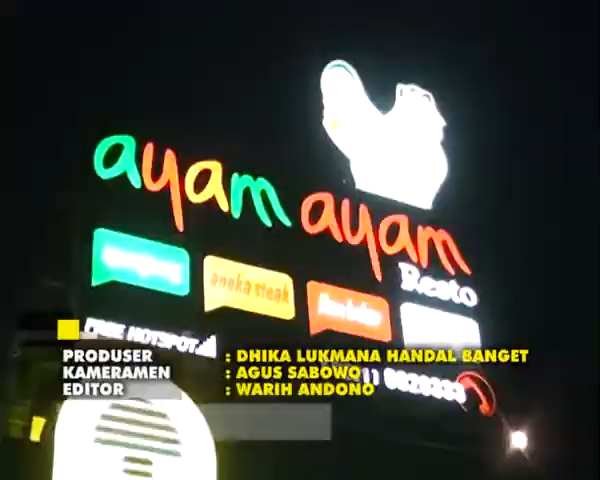 ayam ayam
Resto
aneka steak
FREE HOTSPOT
PRODUSER : DHIKA LUKMANA HANDAL BANGET
KAMERAMEN : AGUS SABOWO
EDITOR : WARIH ANDONO